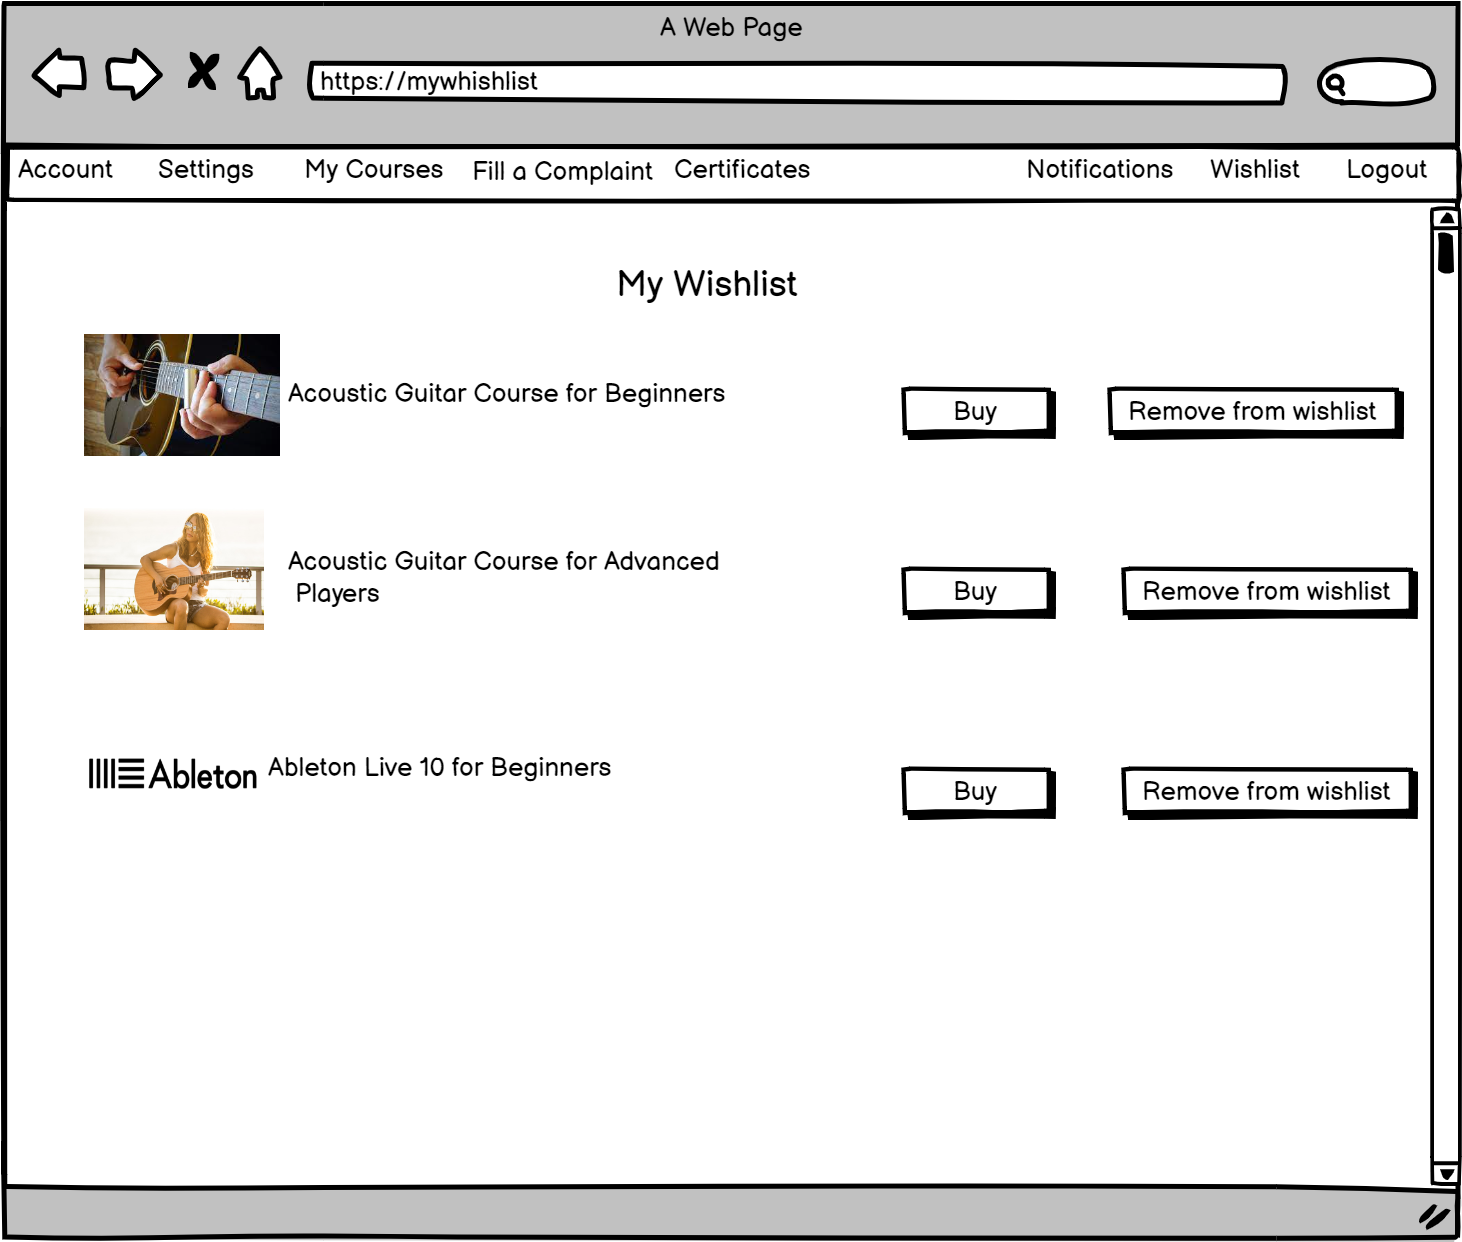 A Web Page
https://mywhishlist
Account Settings My Courses Fill a Complaint Certificates Notifications Wishlist Logout
My Wishlist
Acoustic Guitar Course for Beginners
Buy Remove from wishlist
Acoustic Guitar Course for Advanced
Players
Buy Remove from wishlist
Ableton Ableton Live 10 for Beginners
Buy Remove from wishlist